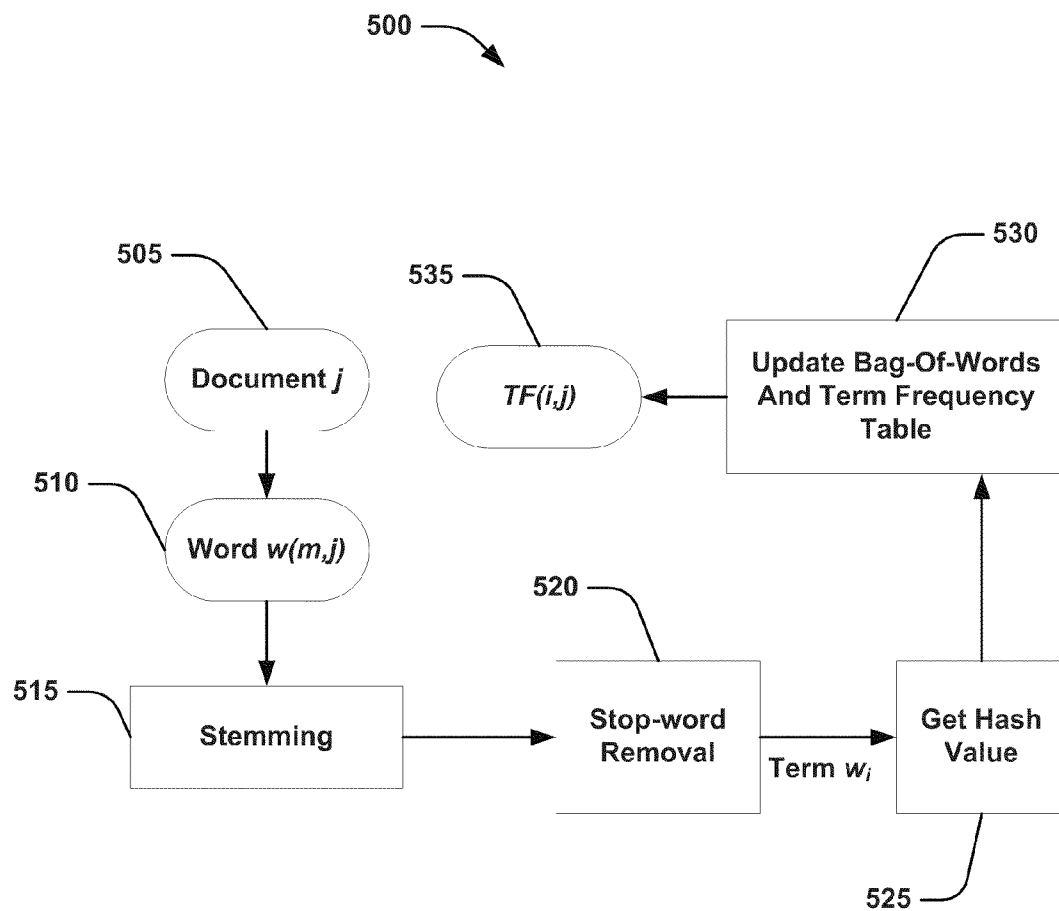 500
505
Document j
510
Word w(m,j)
515
Stemming
520
Stop-word
Removal
Term wᵢ
Get Hash
Value
525
530
Update Bag-Of-Words
And Term Frequency
Table
535
TF(i,j)